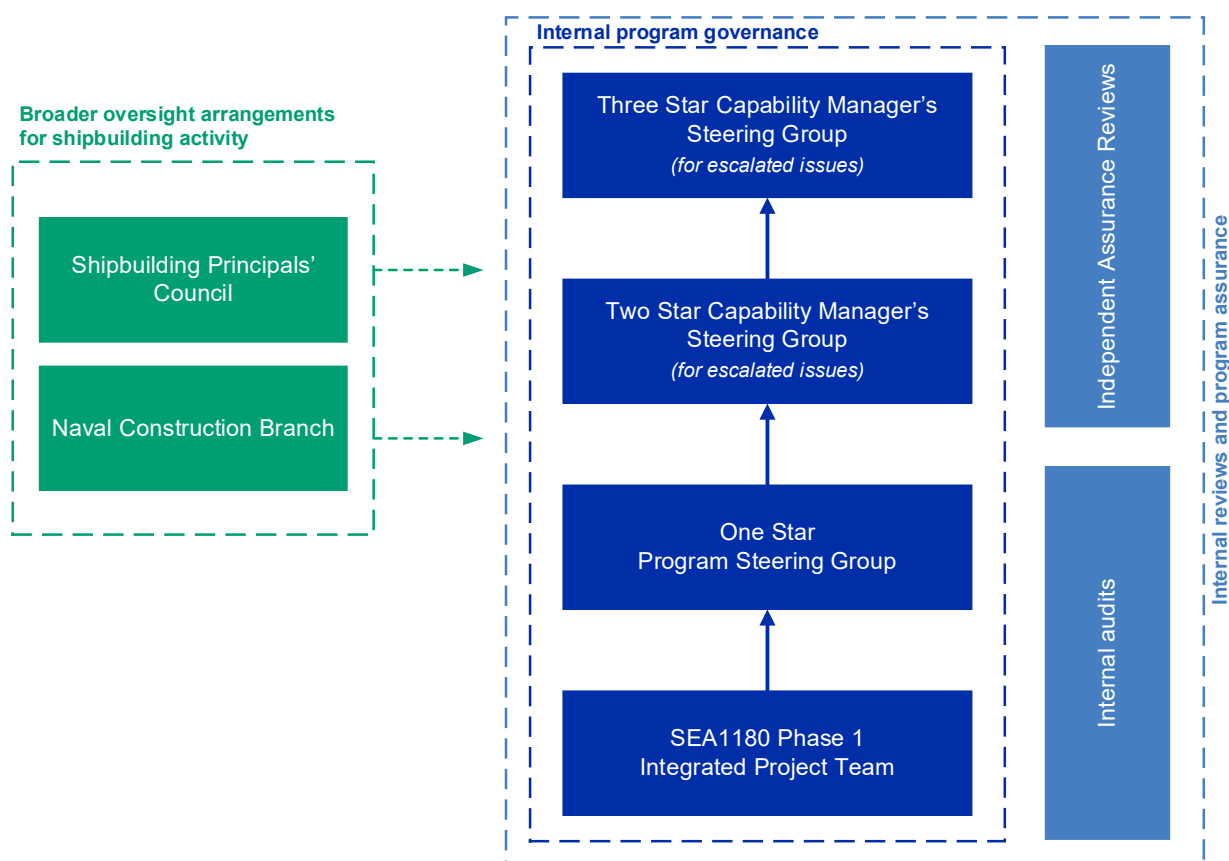 Internal program governance
Broader oversight arrangements
for shipbuilding activity
Shipbuilding Principals’
Council
Naval Construction Branch
Three Star Capability Manager’s
Steering Group
(for escalated issues)
Two Star Capability Manager’s
Steering Group
(for escalated issues)
One Star
Program Steering Group
SEA1180 Phase 1
Integrated Project Team
Independent Assurance Reviews
Internal audits
Internal reviews and program assurance